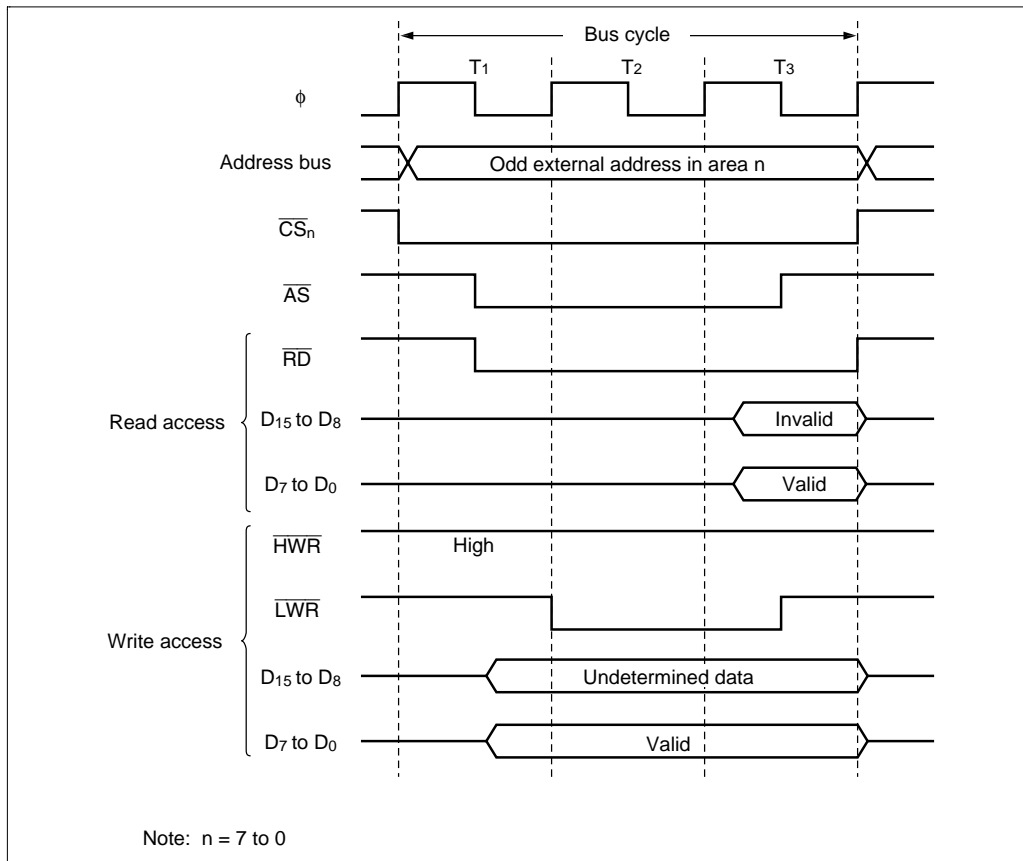 Bus cycle
T1 T2 T3
ϕ
Address bus Odd external address in area n
CSn
AS
Read access
RD
D15 to D8 Invalid
D7 to D0 Valid
Write access
HWR High
LWR
D15 to D8 Undetermined data
D7 to D0 Valid
Note: n = 7 to 0